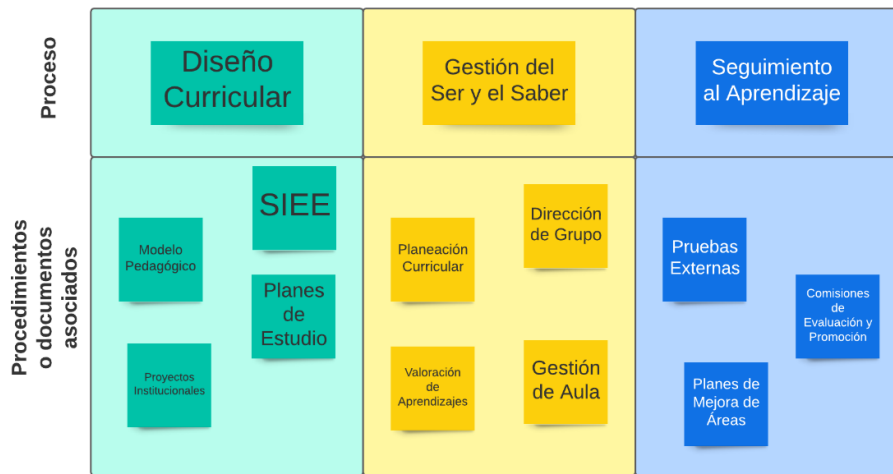 Proceso
Diseño
Curricular
Gestión del
Ser y el Saber
Seguimiento
al Aprendizaje
Procedimientos
o documentos
asociados
SIEE
Modelo
Pedagógico
Planes
de
Estudio
Proyectos
Institucionales
Dirección
de Grupo
Planeación
Curricular
Valoración
de
Aprendizajes
Gestión
de Aula
Pruebas
Externas
Comisiones
de
Evaluación y
Promoción
Planes de
Mejora de
Áreas